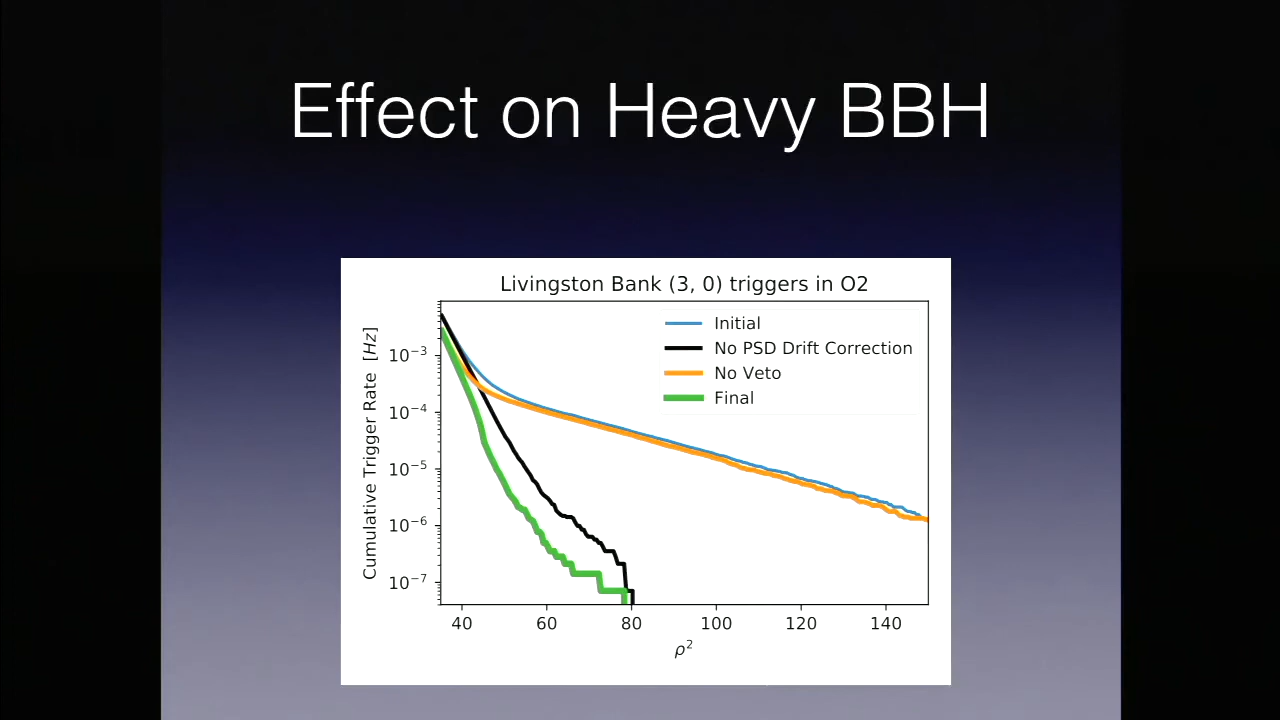 Effect on Heavy BBH
Livingston Bank (3, 0) triggers in O2
Initial
No PSD Drift Correction
No Veto
Final
Cumulative Trigger Rate [Hz]
10⁻³
10⁻⁴
10⁻⁵
10⁻⁶
10⁻⁷
40 60 80 100 120 140
ρ²